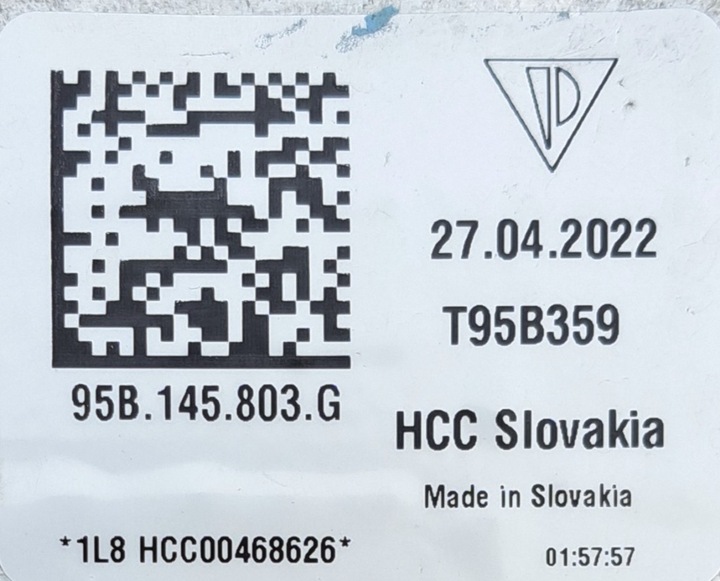 27.04.2022
T95B359
95B.145.803.G
HCC Slovakia
Made in Slovakia
*1L8 HCC00468626*
01:57:57